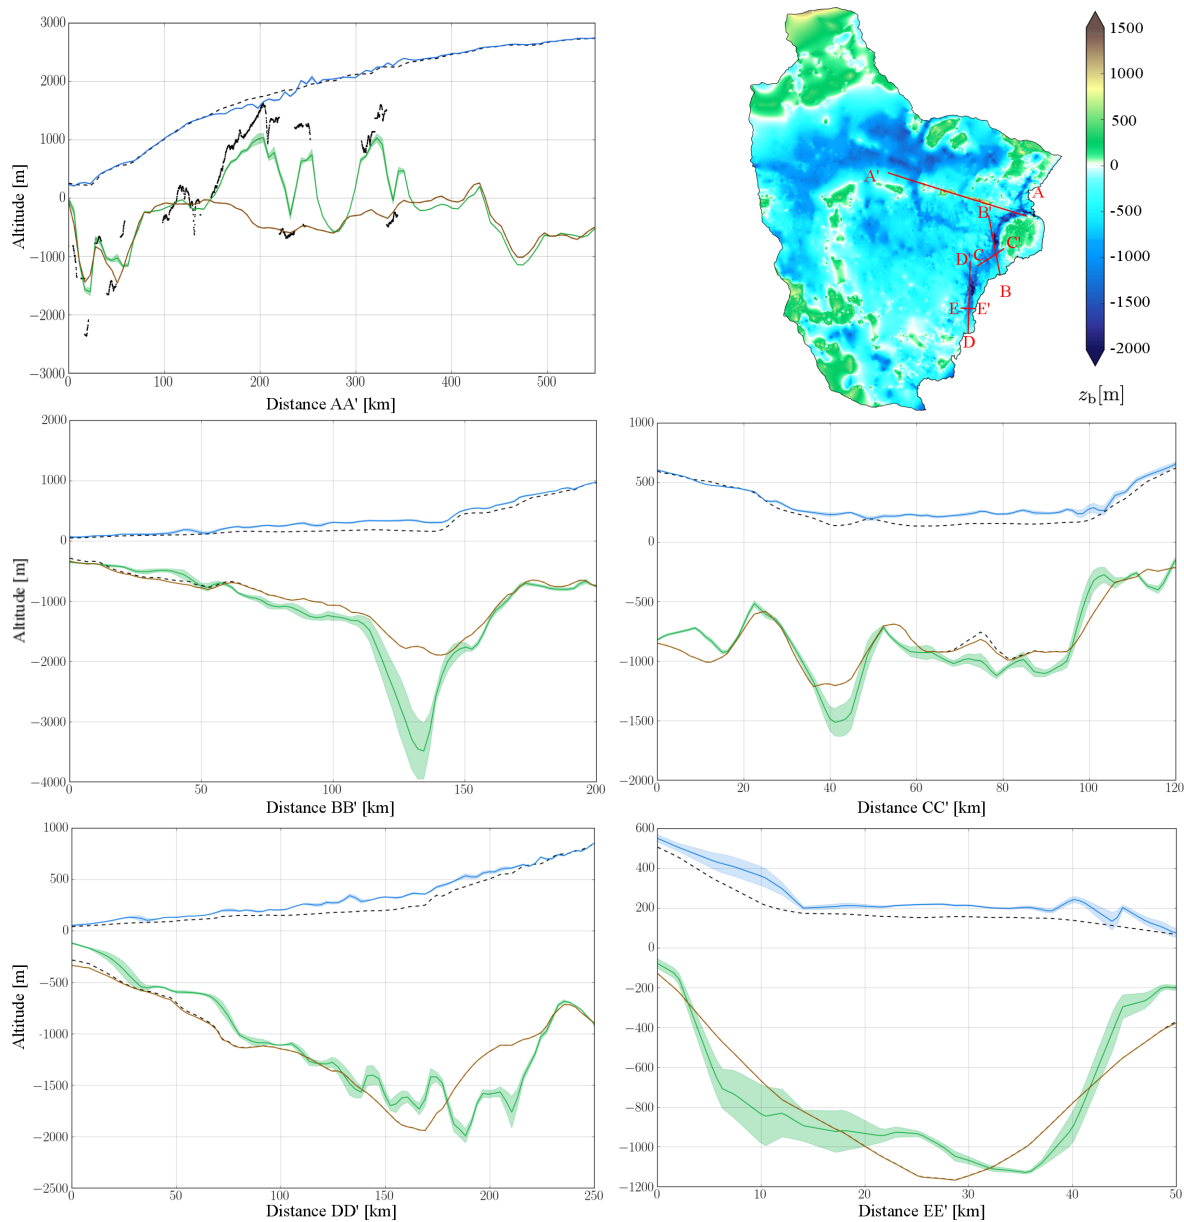 3000
2000
1000
0
−1000
−2000
−3000
Altitude [m]
0 100 200 300 400 500
Distance AA' [km]
A'
A
B'
C
C'
D'
B
E
E'
D
1500
1000
500
0
-500
-1000
-1500
-2000
z_b[m]
2000
1000
0
−1000
−2000
−3000
−4000
Altitude [m]
0 50 100 150 200
Distance BB' [km]
1000
500
0
−500
−1000
−1500
−2000
0 20 40 60 80 100 120
Distance CC' [km]
1000
500
0
−500
−1000
−1500
−2000
−2500
Altitude [m]
0 50 100 150 200 250
Distance DD' [km]
600
400
200
0
−200
−400
−600
−800
−1000
−1200
0 10 20 30 40 50
Distance EE' [km]